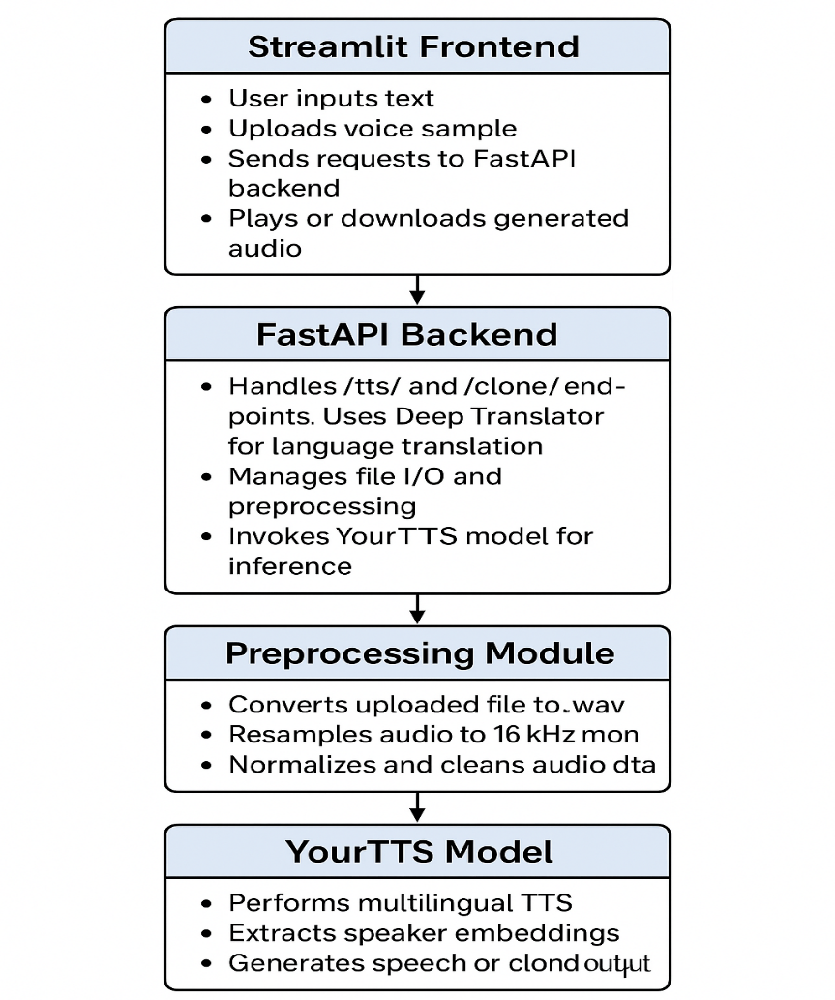 Streamlit Frontend
• User inputs text
• Uploads voice sample
• Sends requests to FastAPI
backend
• Plays or downloads generated
audio
FastAPI Backend
• Handles /tts/ and /clone/ end-
points. Uses Deep Translator
for language translation
• Manages file I/O and
preprocessing
• Invokes YourTTS model for
inference
Preprocessing Module
• Converts uploaded file to.wav
• Resamples audio to 16 kHz mon
• Normalizes and cleans audio dta
YourTTS Model
• Performs multilingual TTS
• Extracts speaker embeddings
• Generates speech or clond output